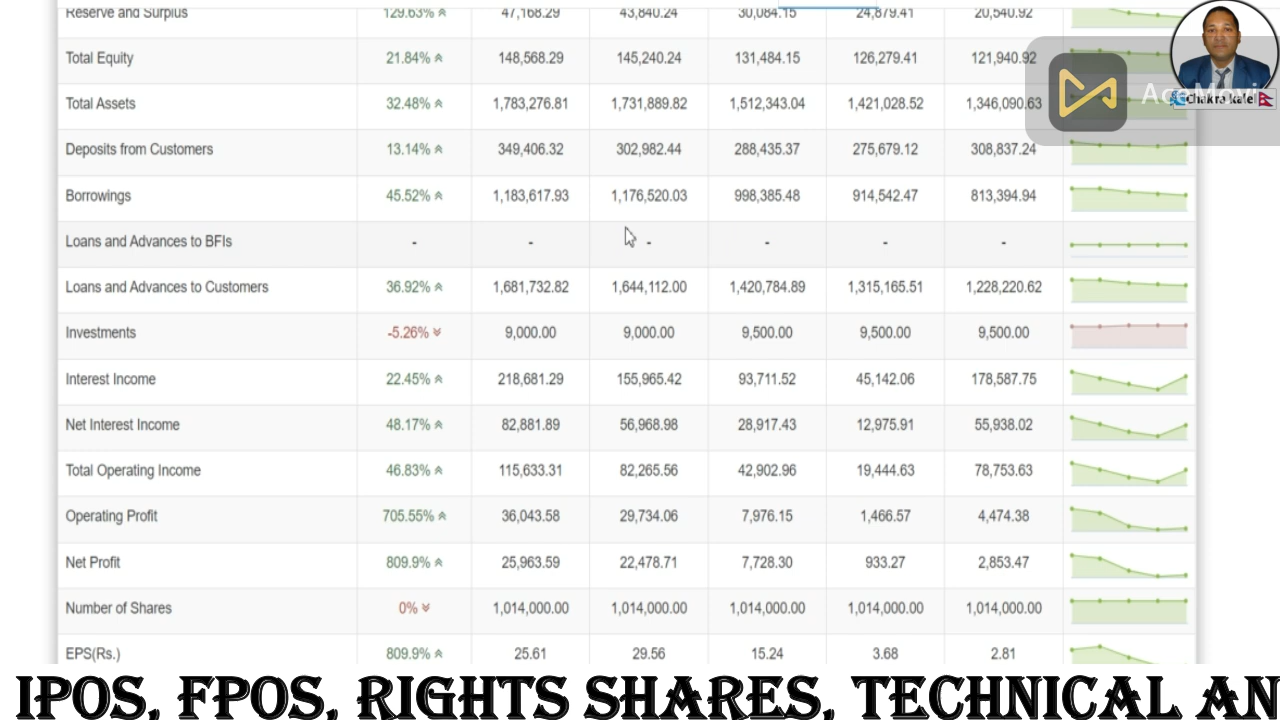 Reserve and Surplus 129.63% 47,168.29 43,840.24 30,084.15 24,879.41 20,540.92
Total Equity 21.84% 148,568.29 145,240.24 131,484.15 126,279.41 121,940.92
Total Assets 32.48% 1,783,276.81 1,731,889.82 1,512,343.04 1,421,028.52 1,346,090.63
Deposits from Customers 13.14% 349,406.32 302,982.44 288,435.37 275,679.12 308,837.24
Borrowings 45.52% 1,183,617.93 1,176,520.03 998,385.48 914,542.47 813,394.94
Loans and Advances to BFIs - - - - - -
Loans and Advances to Customers 36.92% 1,681,732.82 1,644,112.00 1,420,784.89 1,315,165.51 1,228,220.62
Investments -5.26% 9,000.00 9,000.00 9,500.00 9,500.00 9,500.00
Interest Income 22.45% 218,681.29 155,965.42 93,711.52 45,142.06 178,587.75
Net Interest Income 48.17% 82,881.89 56,968.98 28,917.43 12,975.91 55,938.02
Total Operating Income 46.83% 115,633.31 82,265.56 42,902.96 19,444.63 78,753.63
Operating Profit 705.55% 36,043.58 29,734.06 7,976.15 1,466.57 4,474.38
Net Profit 809.9% 25,963.59 22,478.71 7,728.30 933.27 2,853.47
Number of Shares 0% 1,014,000.00 1,014,000.00 1,014,000.00 1,014,000.00 1,014,000.00
EPS(Rs.) 809.9% 25.61 29.56 15.24 3.68 2.81
IPOS, FPOS, RIGHTS SHARES, TECHNICAL AN